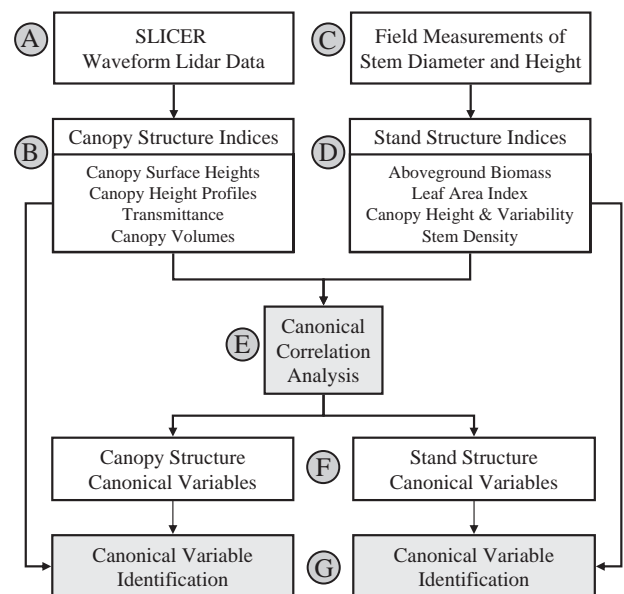 A
SLICER
Waveform Lidar Data
C
Field Measurements of
Stem Diameter and Height
B
Canopy Structure Indices
Canopy Surface Heights
Canopy Height Profiles
Transmittance
Canopy Volumes
D
Stand Structure Indices
Aboveground Biomass
Leaf Area Index
Canopy Height & Variability
Stem Density
E
Canonical
Correlation
Analysis
Canopy Structure
Canonical Variables
F
Stand Structure
Canonical Variables
Canonical Variable
Identification
G
Canonical Variable
Identification